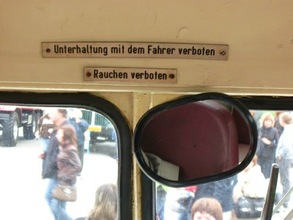 Unterhaltung mit dem Fahrer verboten
Rauchen verboten